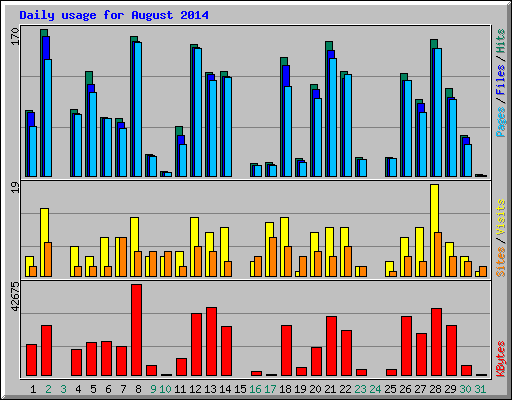 Daily usage for August 2014
170
Pages/Files/Hits
19
Sites/Visits
42675
KBytes
1 2 3 4 5 6 7 8 9 10 11 12 13 14 15 16 17 18 19 20 21 22 23 24 25 26 27 28 29 30 31